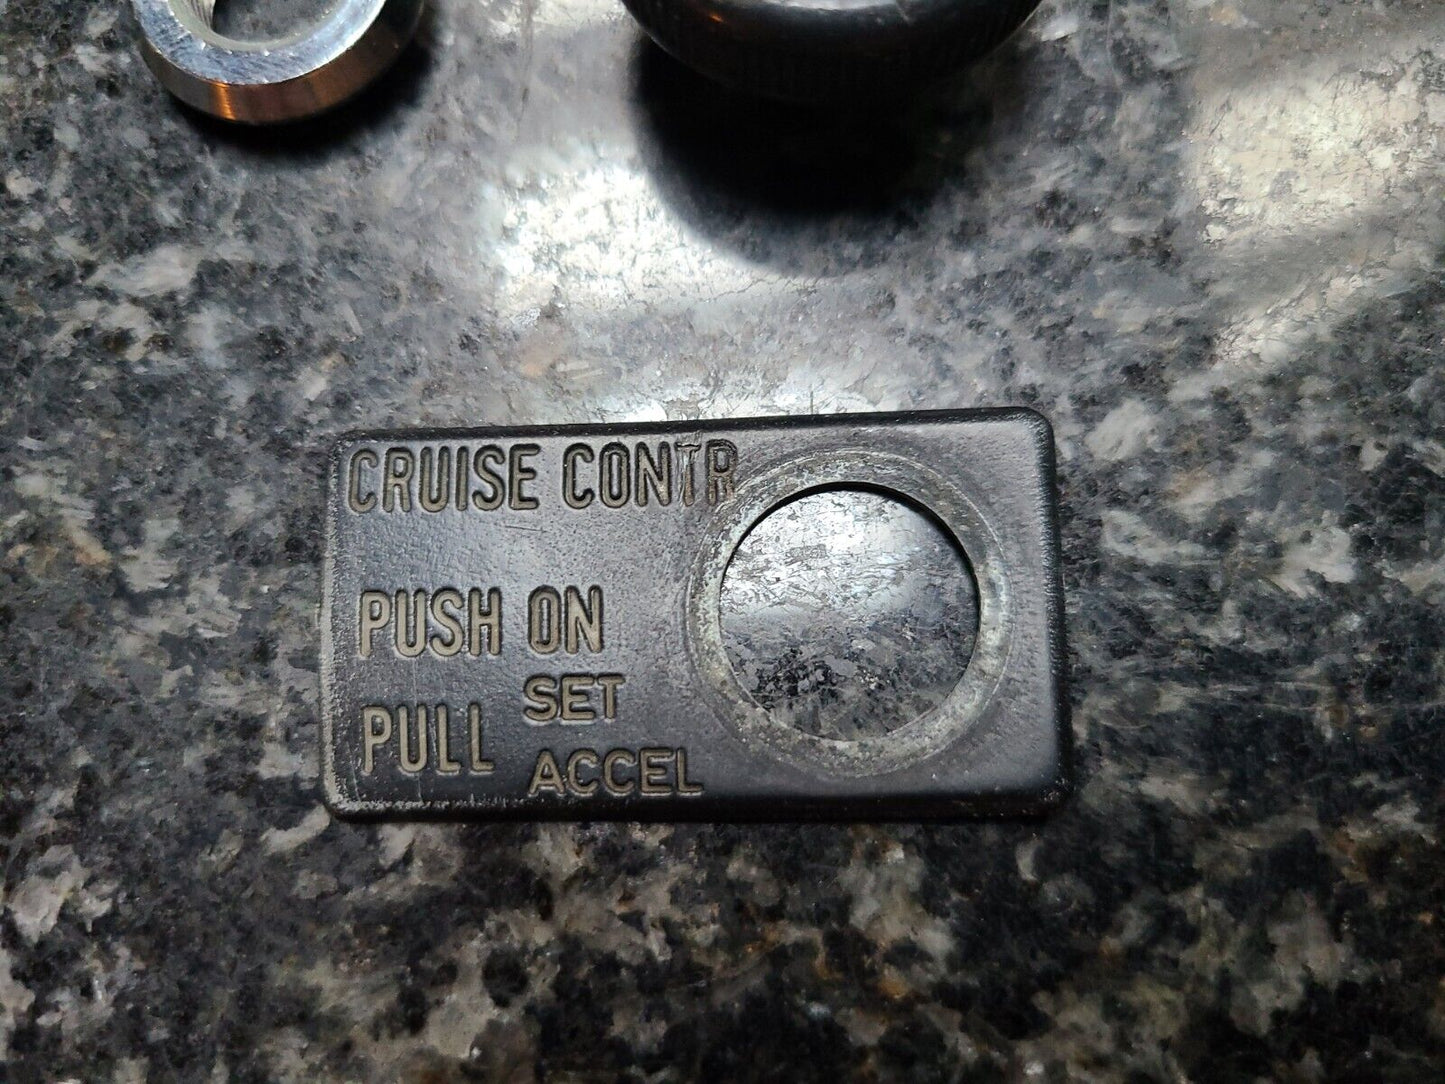 CRUISE CONTR
PUSH ON
SET
PULL
ACCEL